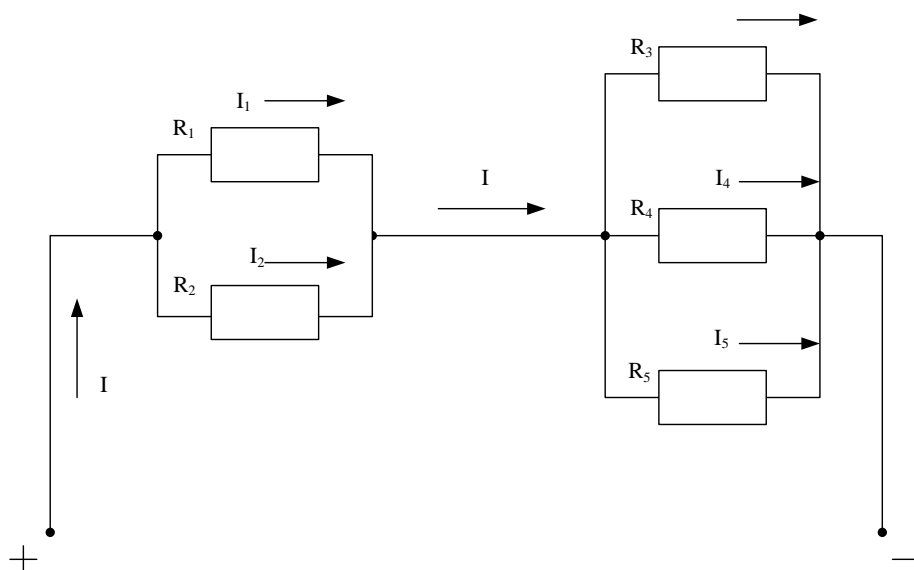 R₃
I₁
R₁
I
I₄
R₄
I₂
R₂
I₅
R₅
I
+
−